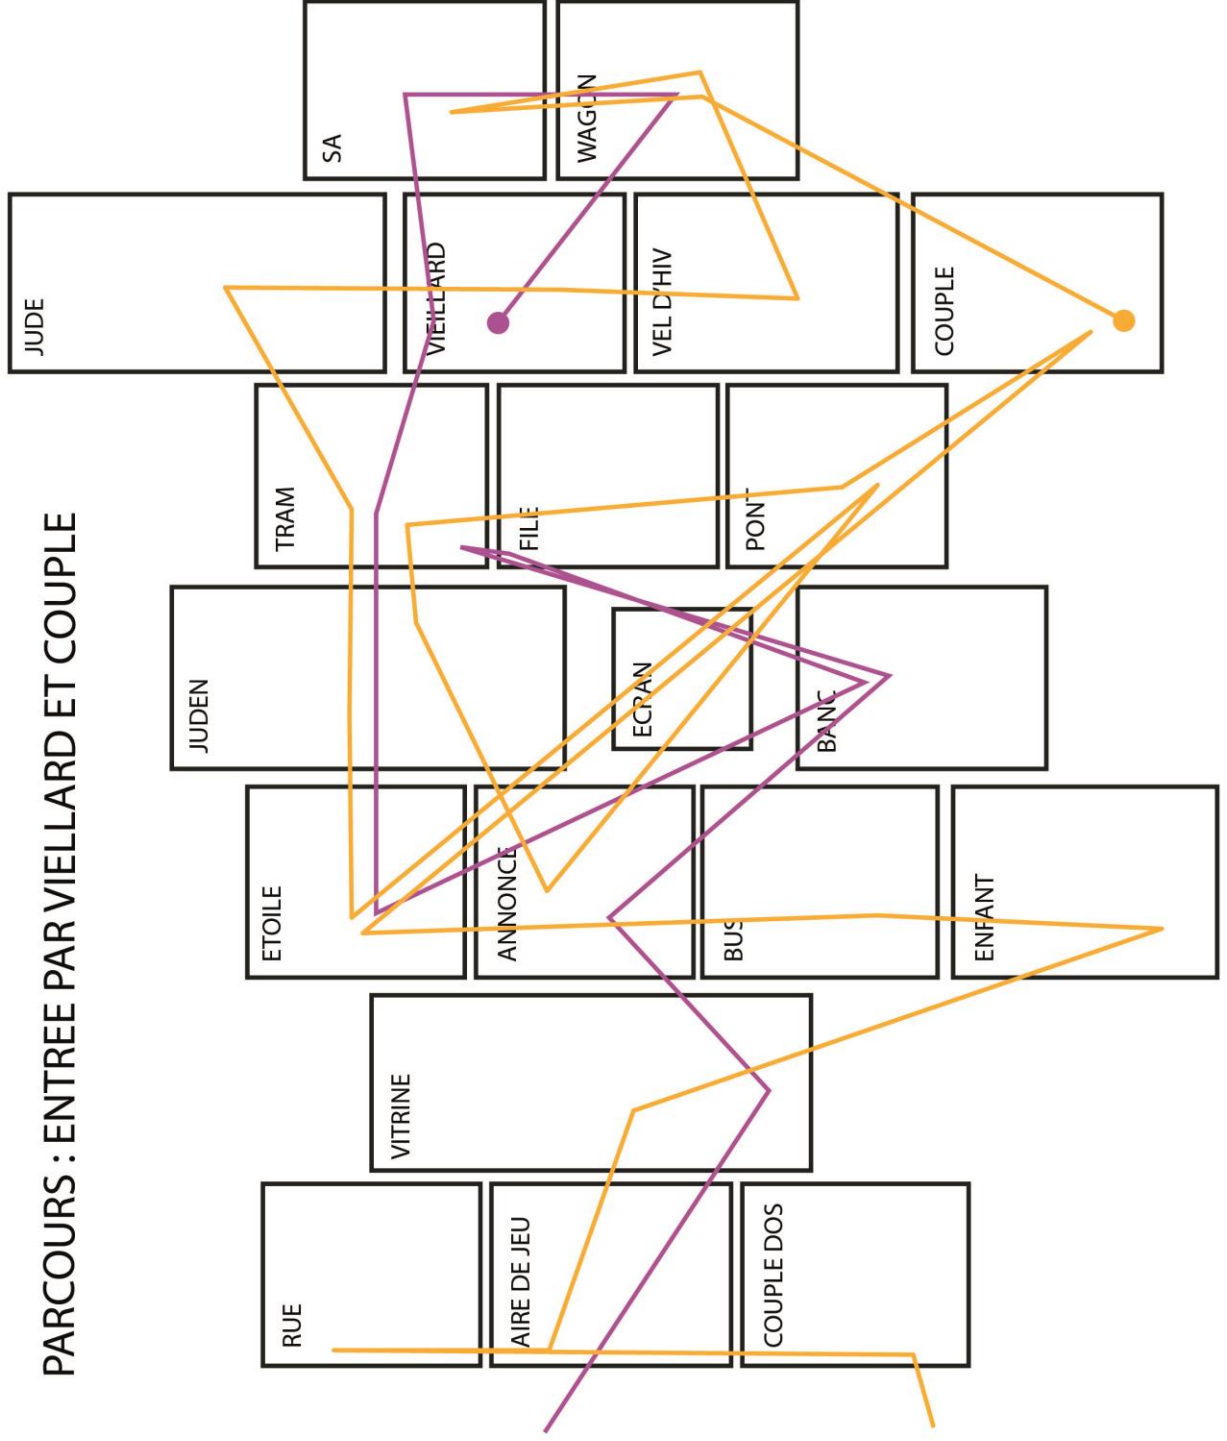 PARCOURS : ENTREE PAR VIELLARD ET COUPLE
RUE
AIRE DE JEU
COUPLE DOS
VITRINE
ETOILE
ANNONCE
BUS
ENFANT
JUDEN
ECRAN
BANC
TRAM
FILE
PONT
JUDE
VIEILLARD
VEL D'HIV
COUPLE
SA
WAGON